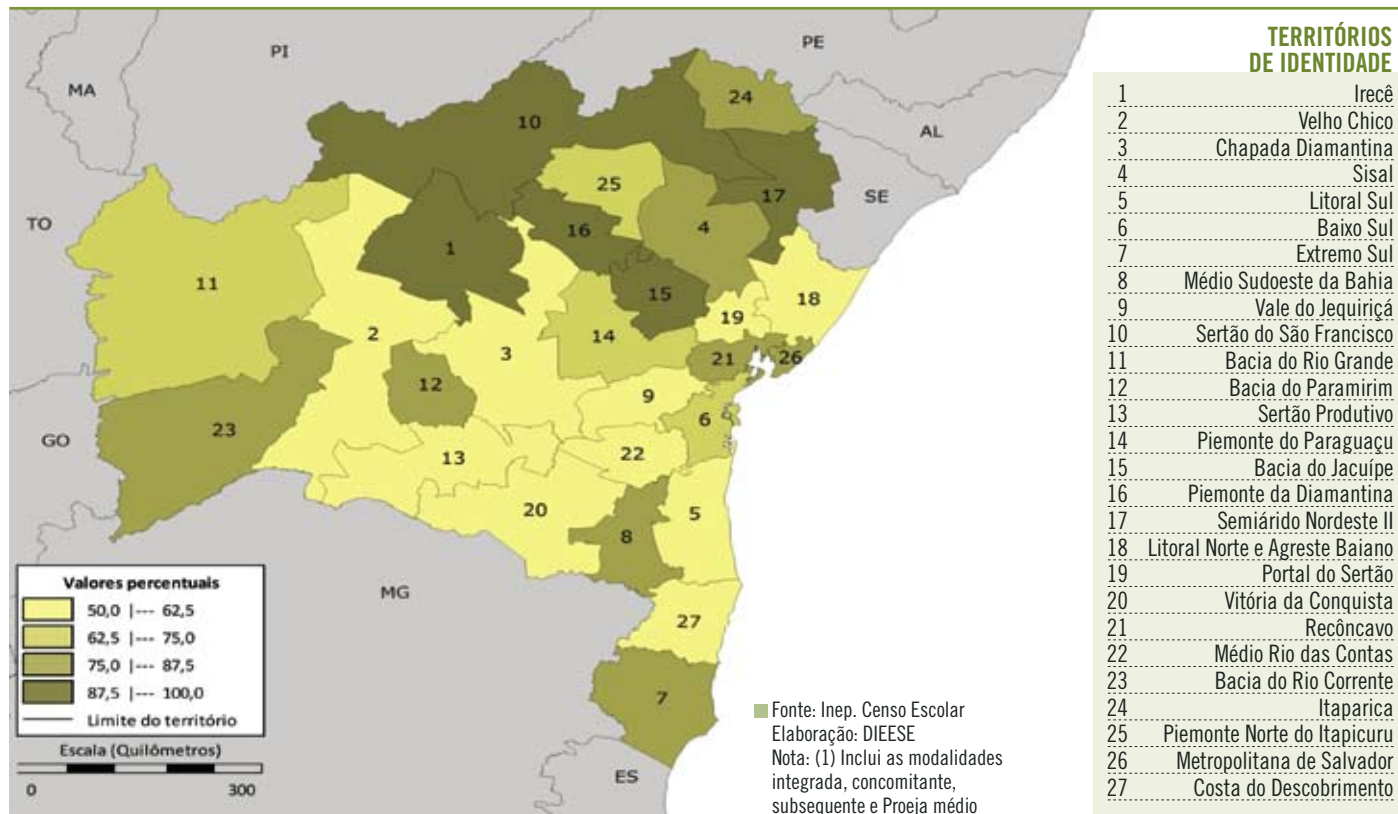 PI
PE
MA
AL
TO
SE
GO
MG
ES
24
10
25
17
16
4
1
11
15
18
19
2
14
3
21
26
12
9
6
23
13
22
20
5
8
27
7
Valores percentuais
50,0 |--- 62,5
62,5 |--- 75,0
75,0 |--- 87,5
87,5 |--- 100,0
Limite do território
Escala (Quilômetros)
0 300
Fonte: Inep. Censo Escolar
Elaboração: DIEESE
Nota: (1) Inclui as modalidades
integrada, concomitante,
subsequente e Proeja médio
TERRITÓRIOS
DE IDENTIDADE
1 Irecê
2 Velho Chico
3 Chapada Diamantina
4 Sisal
5 Litoral Sul
6 Baixo Sul
7 Extremo Sul
8 Médio Sudoeste da Bahia
9 Vale do Jequiriçá
10 Sertão do São Francisco
11 Bacia do Rio Grande
12 Bacia do Paramirim
13 Sertão Produtivo
14 Piemonte do Paraguaçu
15 Bacia do Jacuípe
16 Piemonte da Diamantina
17 Semiárido Nordeste II
18 Litoral Norte e Agreste Baiano
19 Portal do Sertão
20 Vitória da Conquista
21 Recôncavo
22 Médio Rio das Contas
23 Bacia do Rio Corrente
24 Itaparica
25 Piemonte Norte do Itapicuru
26 Metropolitana de Salvador
27 Costa do Descobrimento